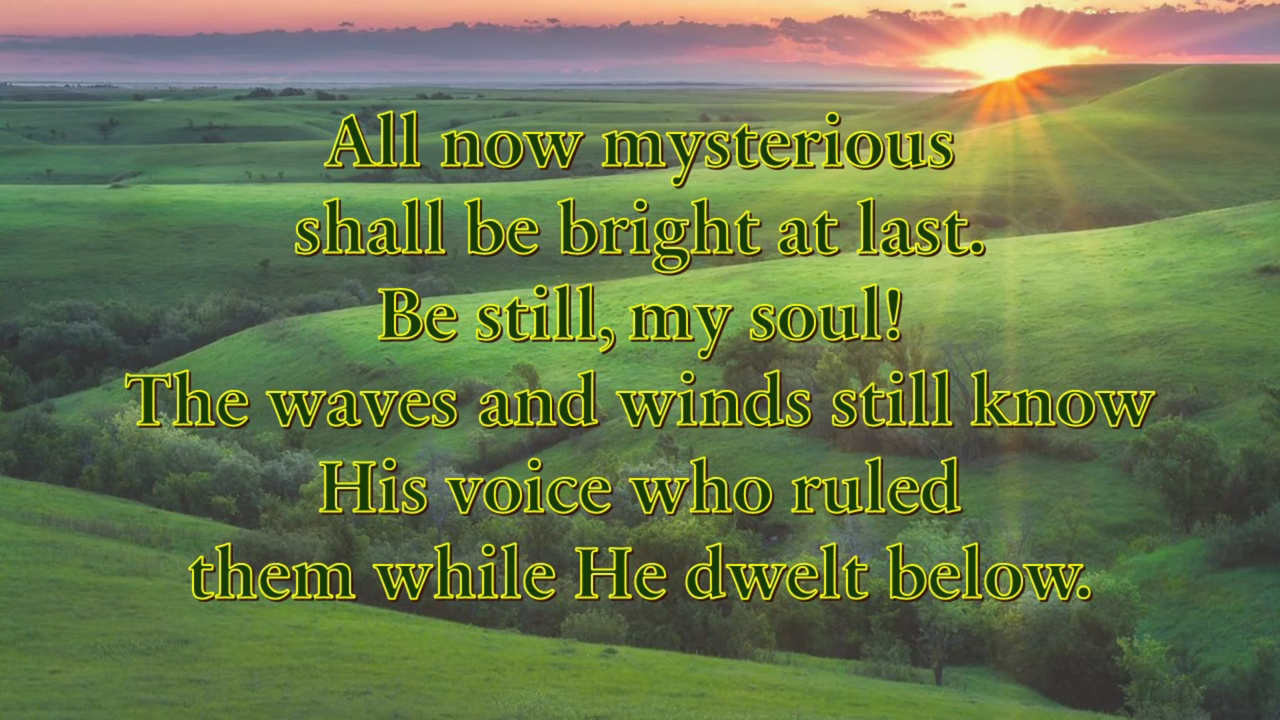 All now mysterious
shall be bright at last.
Be still, my soul!
The waves and winds still know
His voice who ruled
them while He dwelt below.